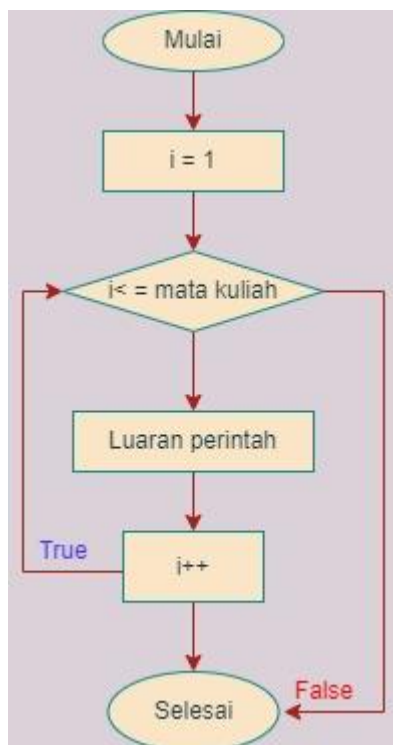 Mulai
i = 1
i< = mata kuliah
Luaran perintah
True
i++
Selesai
False